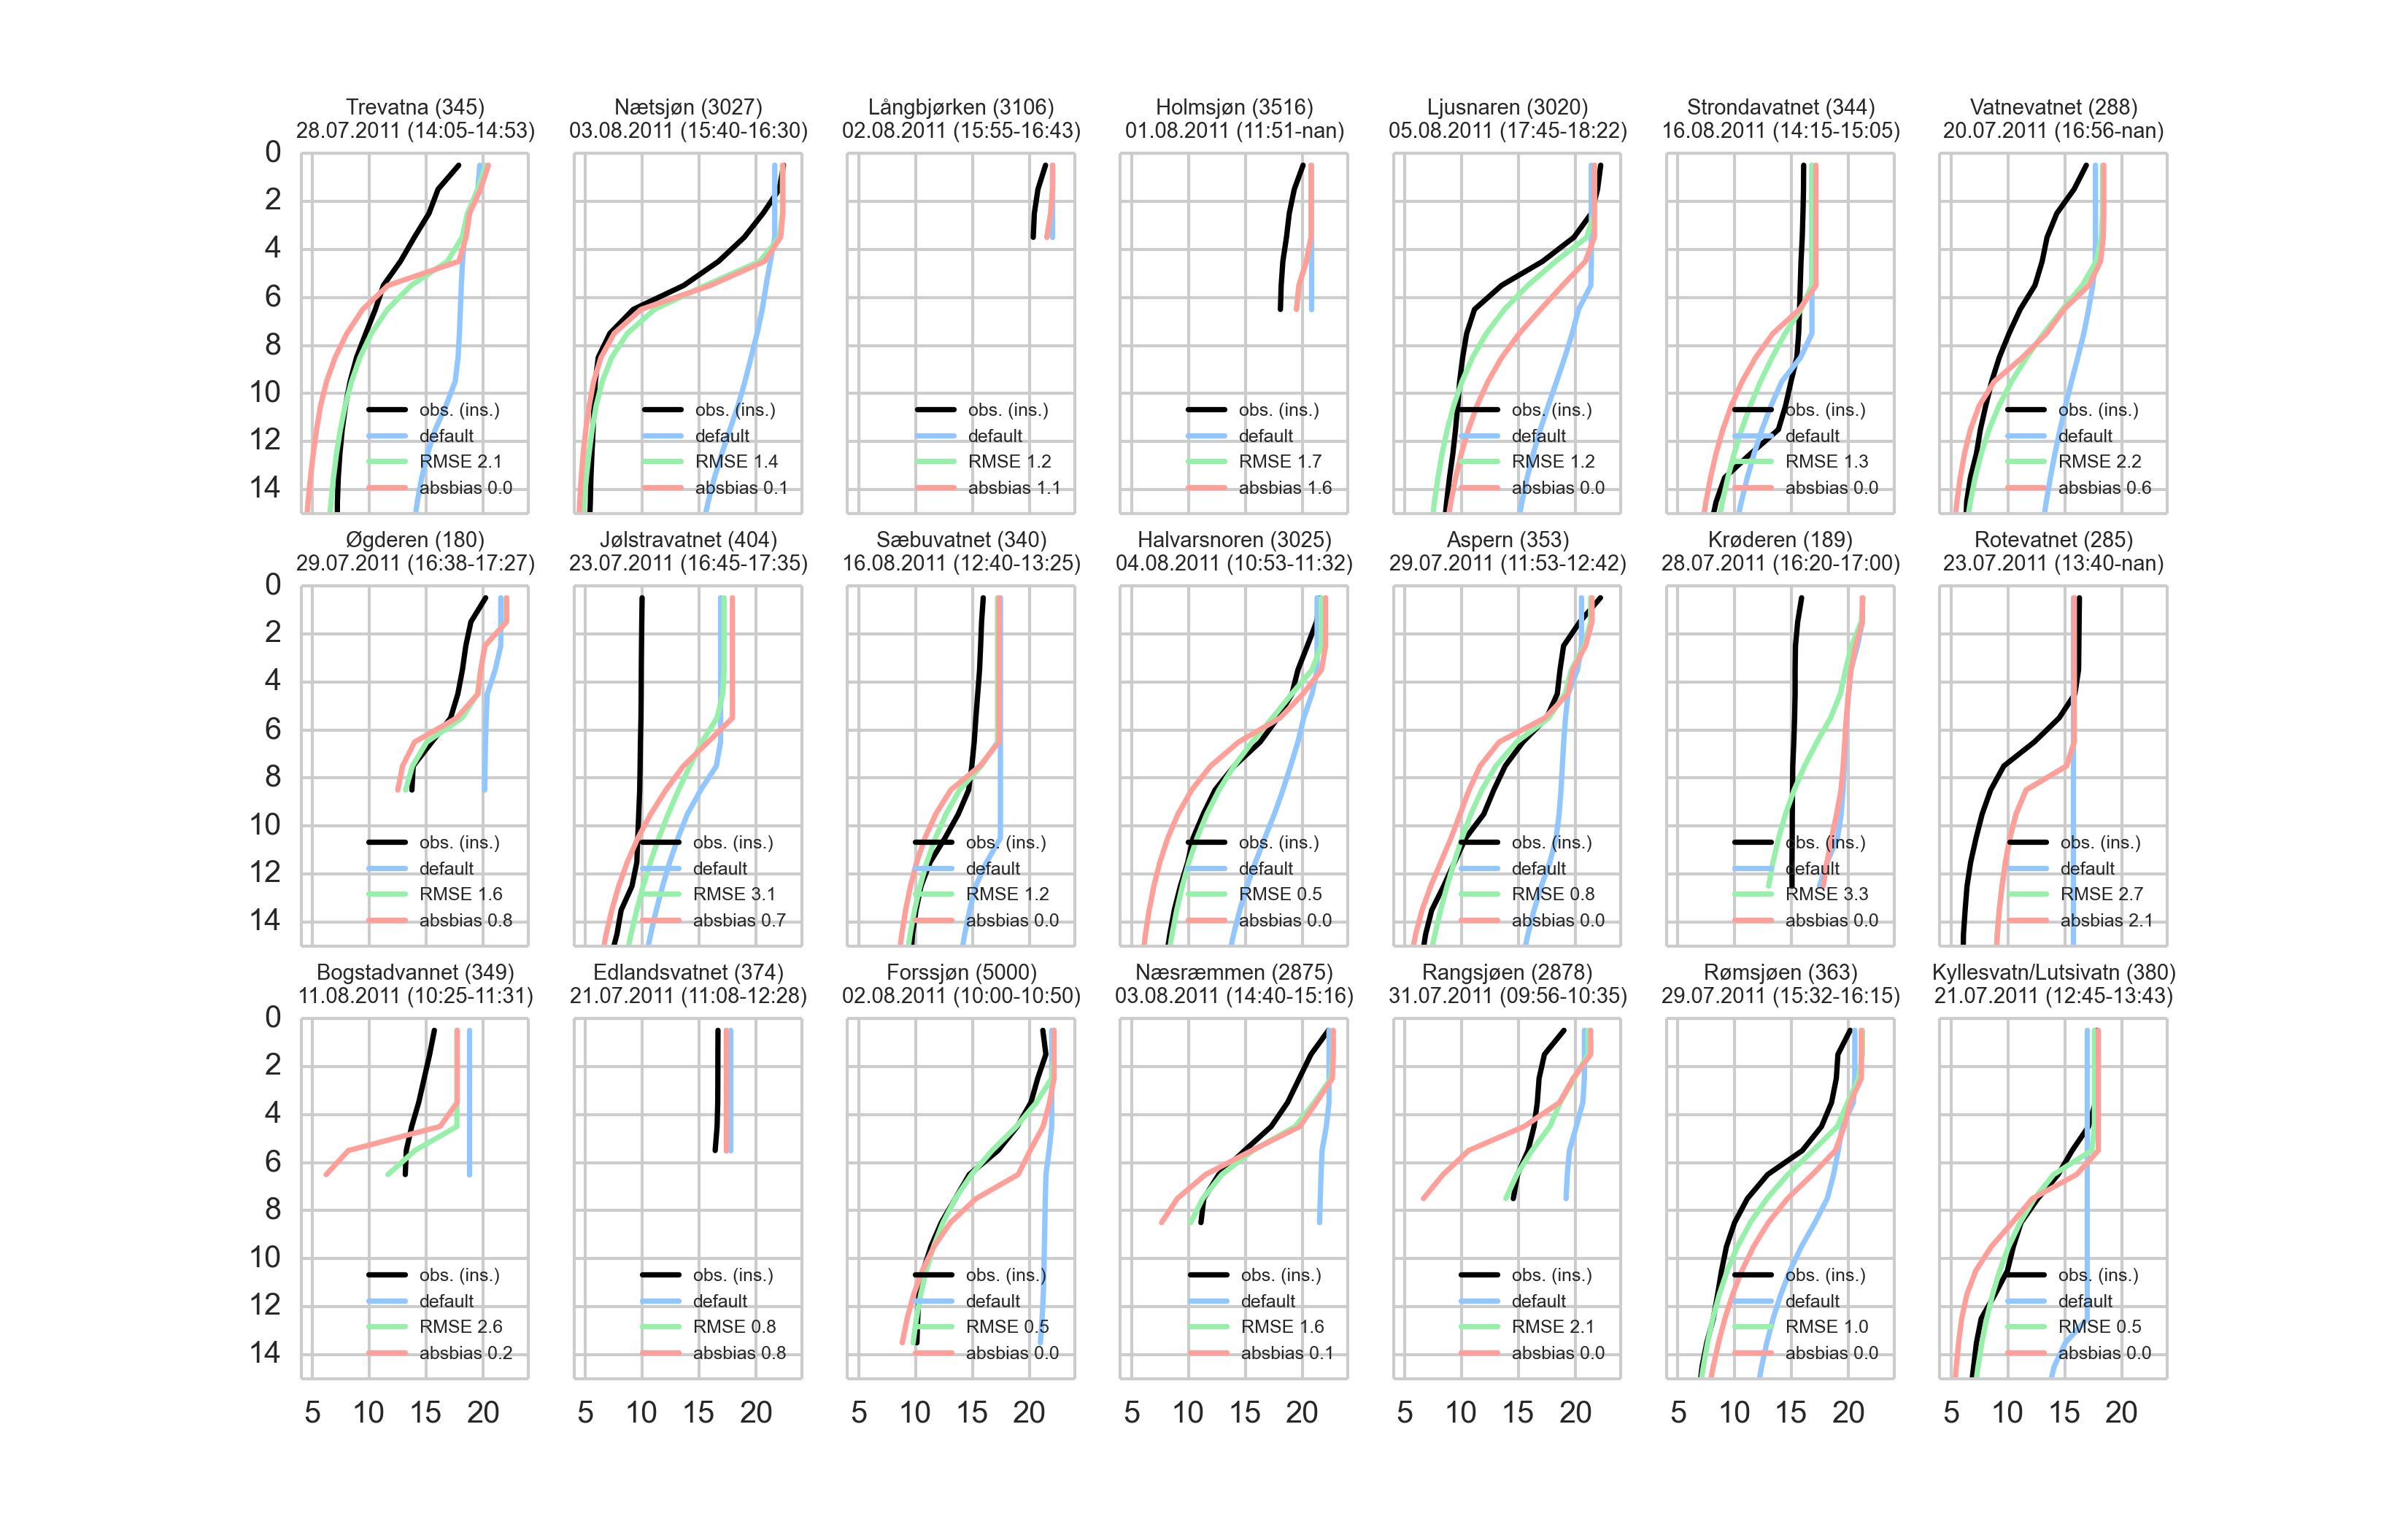 Trevatna (345)
28.07.2011 (14:05-14:53)
Nætsjøn (3027)
03.08.2011 (15:40-16:30)
Långbjørken (3106)
02.08.2011 (15:55-16:43)
Holmsjøn (3516)
01.08.2011 (11:51-nan)
Ljusnaren (3020)
05.08.2011 (17:45-18:22)
Strondavatnet (344)
16.08.2011 (14:15-15:05)
Vatnevatnet (288)
20.07.2011 (16:56-nan)
0
2
4
6
8
10
12
14
obs. (ins.)
default
RMSE 2.1
absbias 0.0
obs. (ins.)
default
RMSE 1.4
absbias 0.1
obs. (ins.)
default
RMSE 1.2
absbias 1.1
obs. (ins.)
default
RMSE 1.7
absbias 1.6
obs. (ins.)
default
RMSE 1.2
absbias 0.0
obs. (ins.)
default
RMSE 1.3
absbias 0.0
obs. (ins.)
default
RMSE 2.2
absbias 0.6
Øgderen (180)
29.07.2011 (16:38-17:27)
Jølstravatnet (404)
23.07.2011 (16:45-17:35)
Sæbuvatnet (340)
16.08.2011 (12:40-13:25)
Halvarsnoren (3025)
04.08.2011 (10:53-11:32)
Aspern (353)
29.07.2011 (11:53-12:42)
Krøderen (189)
28.07.2011 (16:20-17:00)
Rotevatnet (285)
23.07.2011 (13:40-nan)
0
2
4
6
8
10
12
14
obs. (ins.)
default
RMSE 1.6
absbias 0.8
obs. (ins.)
default
RMSE 3.1
absbias 0.7
obs. (ins.)
default
RMSE 1.2
absbias 0.0
obs. (ins.)
default
RMSE 0.5
absbias 0.0
obs. (ins.)
default
RMSE 0.8
absbias 0.0
obs. (ins.)
default
RMSE 3.3
absbias 0.0
obs. (ins.)
default
RMSE 2.7
absbias 2.1
Bogstadvannet (349)
11.08.2011 (10:25-11:31)
Edlandsvatnet (374)
21.07.2011 (11:08-12:28)
Forssjøn (5000)
02.08.2011 (10:00-10:50)
Næsræmmen (2875)
03.08.2011 (14:40-15:16)
Rangsjøen (2878)
31.07.2011 (09:56-10:35)
Rømsjøen (363)
29.07.2011 (15:32-16:15)
Kyllesvatn/Lutsivatn (380)
21.07.2011 (12:45-13:43)
0
2
4
6
8
10
12
14
obs. (ins.)
default
RMSE 2.6
absbias 0.2
obs. (ins.)
default
RMSE 0.8
absbias 0.8
obs. (ins.)
default
RMSE 0.5
absbias 0.0
obs. (ins.)
default
RMSE 1.6
absbias 0.1
obs. (ins.)
default
RMSE 2.1
absbias 0.0
obs. (ins.)
default
RMSE 1.0
absbias 0.0
obs. (ins.)
default
RMSE 0.5
absbias 0.0
5 10 15 20
5 10 15 20
5 10 15 20
5 10 15 20
5 10 15 20
5 10 15 20
5 10 15 20